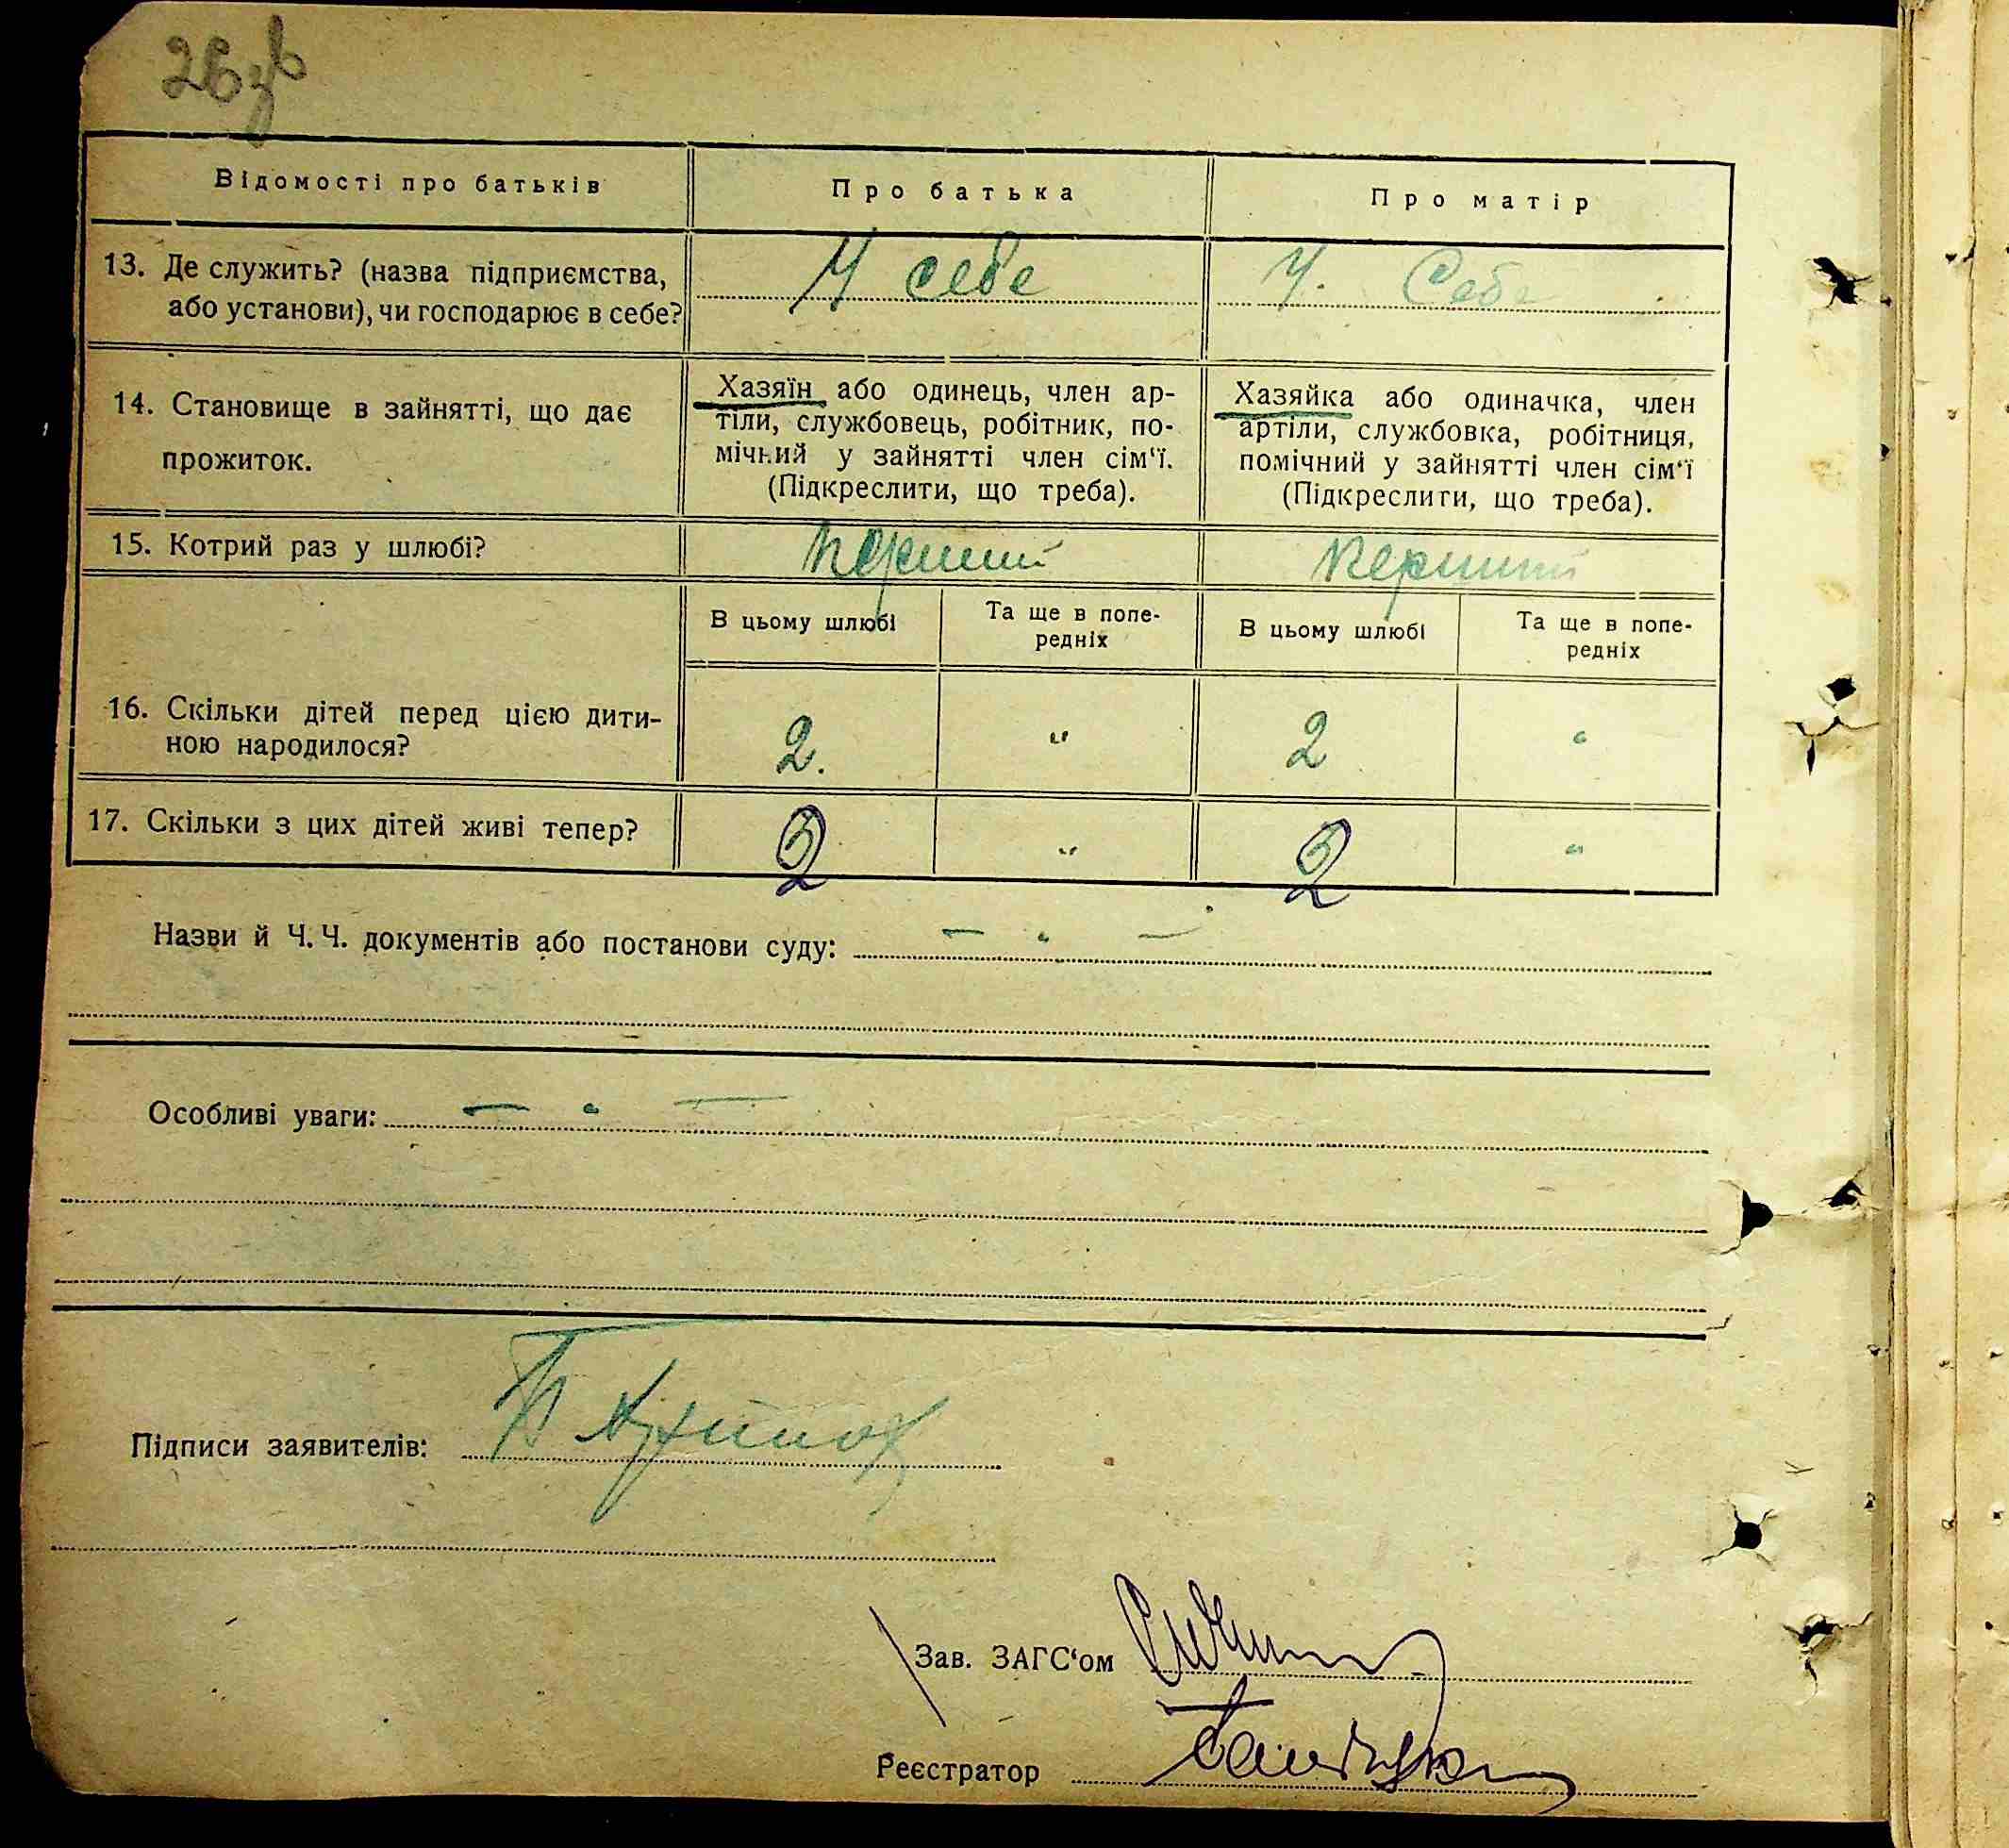 26 зв
Відомості про батьків
Про батька
Про матір
13. Де служить? (назва підприємства,
або установи), чи господарює в себе?
У себе
У. Себе
14. Становище в зайнятті, що дає
прожиток.
Хазяїн або одинець, член ар-
тіли, службовець, робітник, по-
мічний у зайнятті член сім‘ї.
(Підкреслити, що треба).
Хазяйка або одиначка, член
артіли, службовка, робітниця,
помічний у зайнятті член сім‘ї
(Підкреслити, що треба).
15. Котрий раз у шлюбі?
перший
перший
В цьому шлюбі
Та ще в попе-
редніх
В цьому шлюбі
Та ще в попе-
редніх
16. Скільки дітей перед цією дити-
ною народилося?
2.
"
2
"
17. Скільки з цих дітей живі тепер?
2
"
2
"
Назви й Ч. Ч. документів або постанови суду: — " —
Особливі уваги: — " —
Підписи заявителів:
Зав. ЗАГС‘ом
Реєстратор